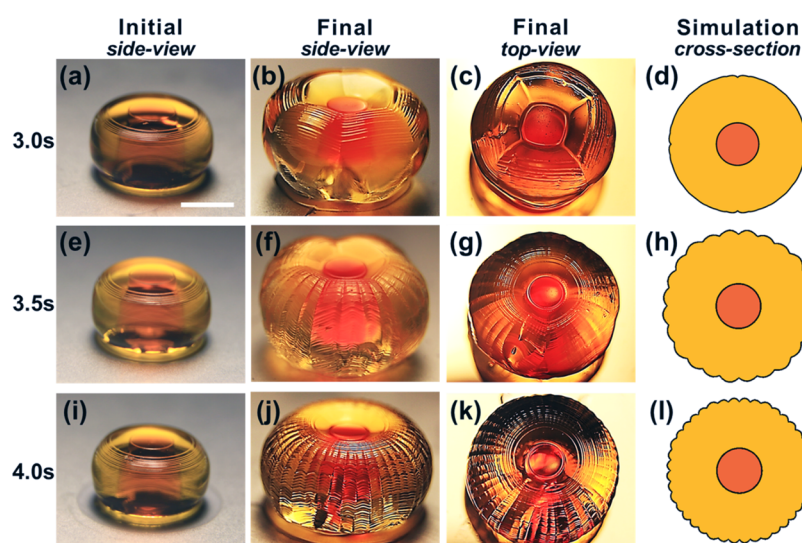 Initial
side-view
Final
side-view
Final
top-view
Simulation
cross-section
3.0s
(a)
(b)
(c)
(d)
3.5s
(e)
(f)
(g)
(h)
4.0s
(i)
(j)
(k)
(l)